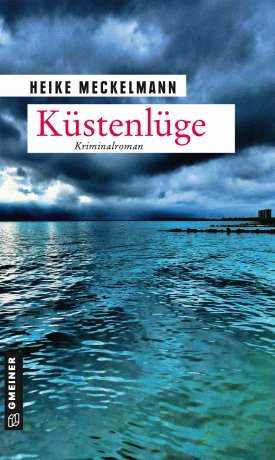 HEIKE MECKELMANN
Küstenlüge
Kriminalroman
GMEINER